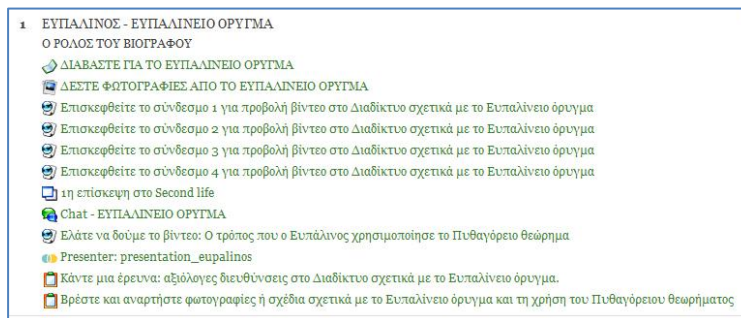 1 ΕΥΠΑΛΙΝΟΣ - ΕΥΠΑΛΙΝΕΙΟ ΟΡΥΓΜΑ
Ο ΡΟΛΟΣ ΤΟΥ ΒΙΟΓΡΑΦΟΥ
ΔΙΑΒΑΣΤΕ ΓΙΑ ΤΟ ΕΥΠΑΛΙΝΕΙΟ ΟΡΥΓΜΑ
ΔΕΣΤΕ ΦΩΤΟΓΡΑΦΙΕΣ ΑΠΟ ΤΟ ΕΥΠΑΛΙΝΕΙΟ ΟΡΥΓΜΑ
Επισκεφθείτε το σύνδεσμο 1 για προβολή βίντεο στο Διαδίκτυο σχετικά με το Ευπαλίνειο όρυγμα
Επισκεφθείτε το σύνδεσμο 2 για προβολή βίντεο στο Διαδίκτυο σχετικά με το Ευπαλίνειο όρυγμα
Επισκεφθείτε το σύνδεσμο 3 για προβολή βίντεο στο Διαδίκτυο σχετικά με το Ευπαλίνειο όρυγμα
Επισκεφθείτε το σύνδεσμο 4 για προβολή βίντεο στο Διαδίκτυο σχετικά με το Ευπαλίνειο όρυγμα
1η επίσκεψη στο Second life
Chat - ΕΥΠΑΛΙΝΕΙΟ ΟΡΥΓΜΑ
Ελάτε να δούμε το βίντεο: Ο τρόπος που ο Ευπάλινος χρησιμοποίησε το Πυθαγόρειο θεώρημα
Presenter: presentation_eupalinos
Κάντε μια έρευνα: αξιόλογες διευθύνσεις στο Διαδίκτυο σχετικά με το Ευπαλίνειο όρυγμα.
Βρέστε και αναρτήστε φωτογραφίες ή σχέδια σχετικά με το Ευπαλίνειο όρυγμα και τη χρήση του Πυθαγόρειου θεωρήματος